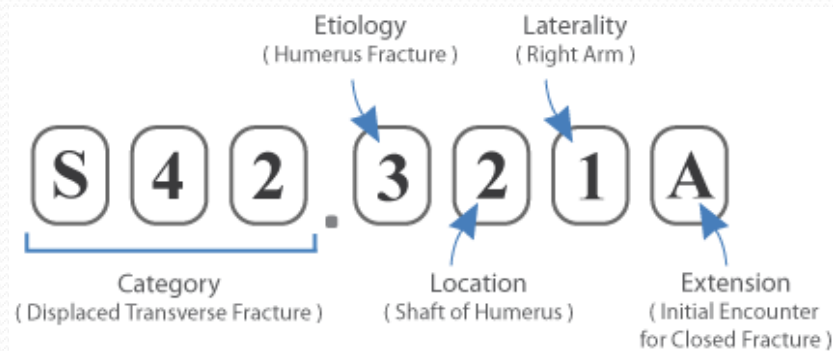 Etiology
( Humerus Fracture )
Laterality
( Right Arm )
S 4 2 . 3 2 1 A
Category
( Displaced Transverse Fracture )
Location
( Shaft of Humerus )
Extension
( Initial Encounter
for Closed Fracture )